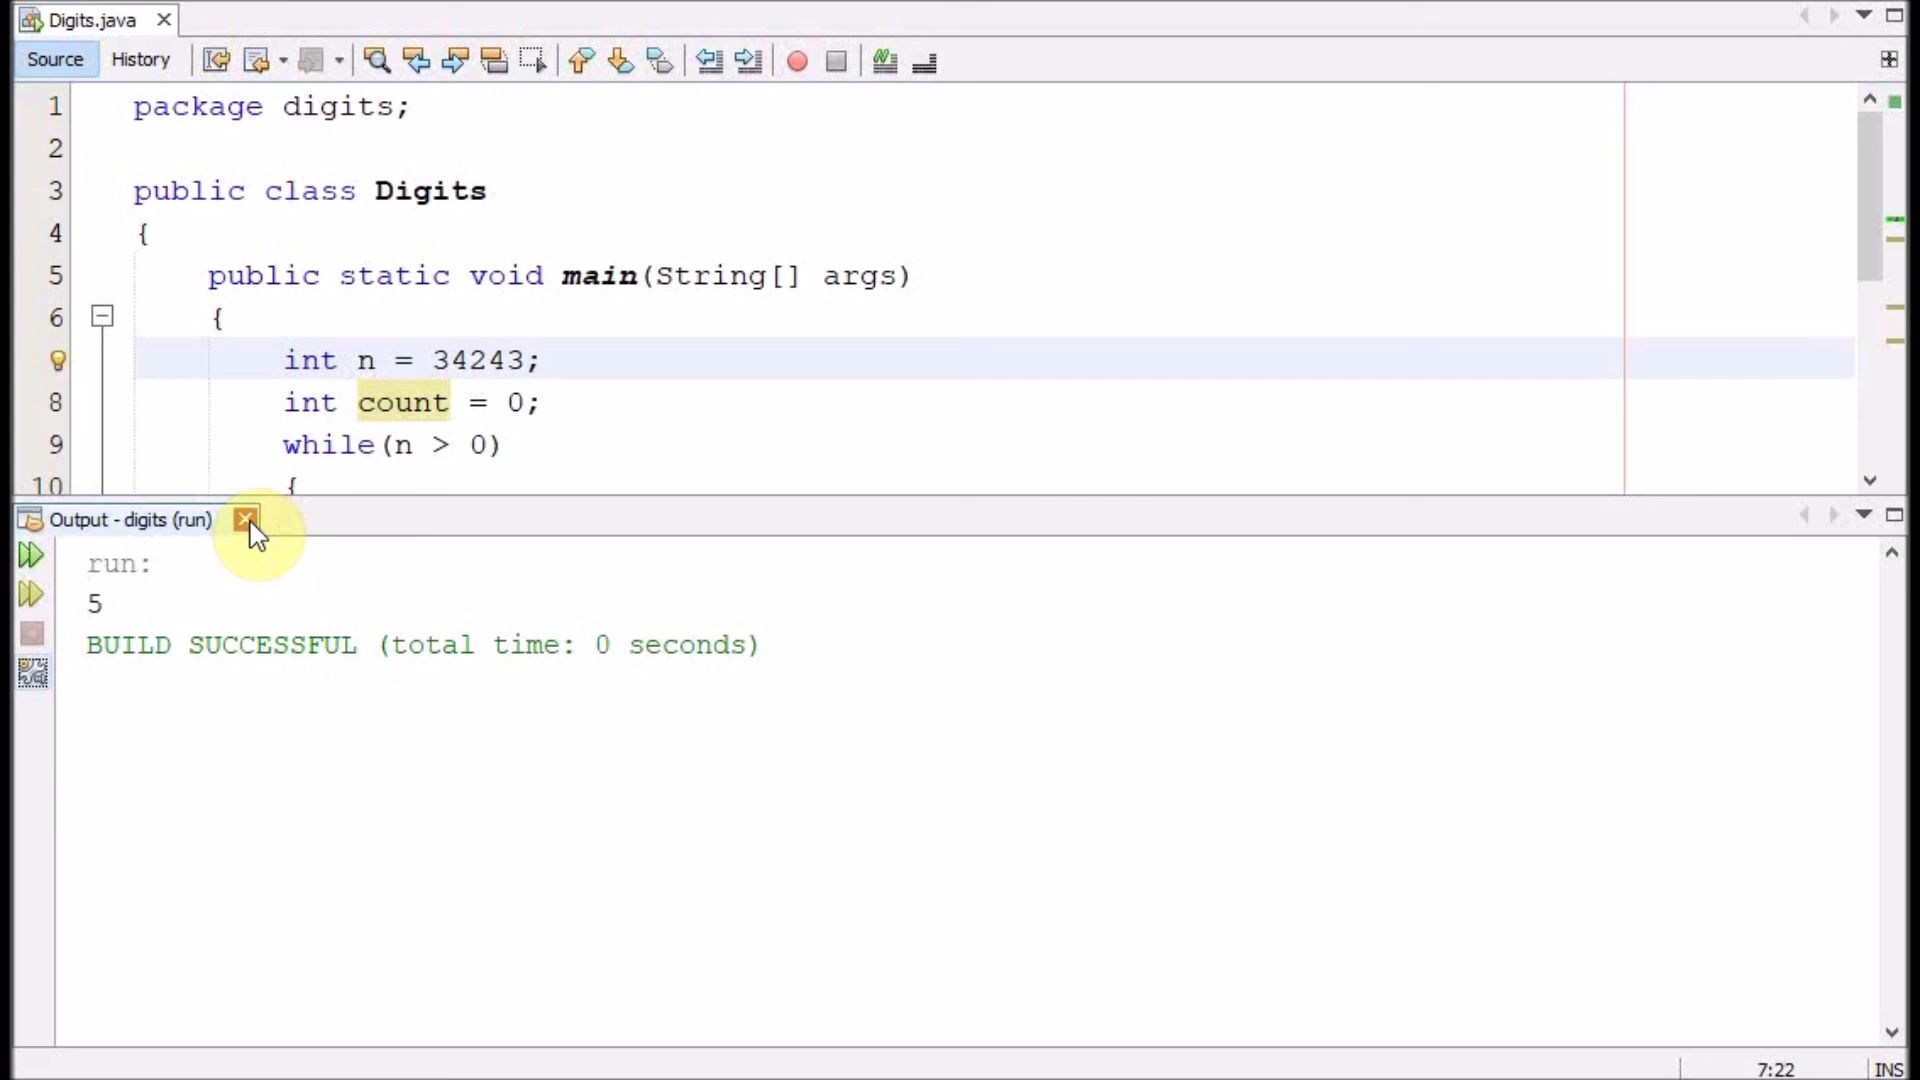 Digits.java
Source History
1 package digits;
2
3 public class Digits
4 {
5 public static void main(String[] args)
6 {
int n = 34243;
8 int count = 0;
9 while(n > 0)
10 {
Output - digits (run)
run:
5
BUILD SUCCESSFUL (total time: 0 seconds)
7:22 INS